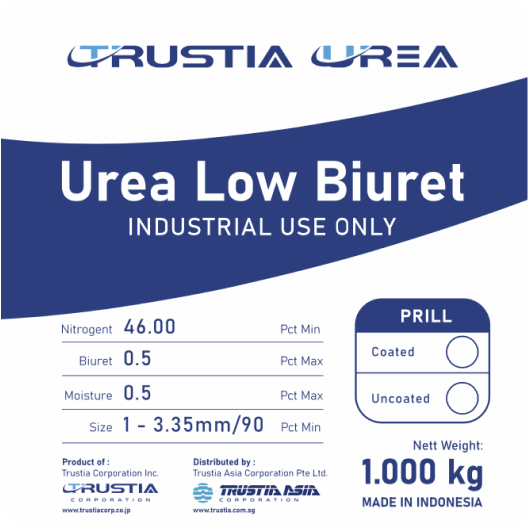 TRUSTIA UREA
Urea Low Biuret
INDUSTRIAL USE ONLY
Nitrogent 46.00 Pct Min
Biuret 0.5 Pct Max
Moisture 0.5 Pct Max
Size 1 - 3.35mm/90 Pct Min
PRILL
Coated
Uncoated
Nett Weight:
1.000 kg
MADE IN INDONESIA
Product of :
Trustia Corporation Inc.
TRUSTIA
CORPORATION
www.trustiacorp.co.jp
Distributed by :
Trustia Asia Corporation Pte Ltd.
TRUSTIA ASIA
CORPORATION
www.trustia.com.sg